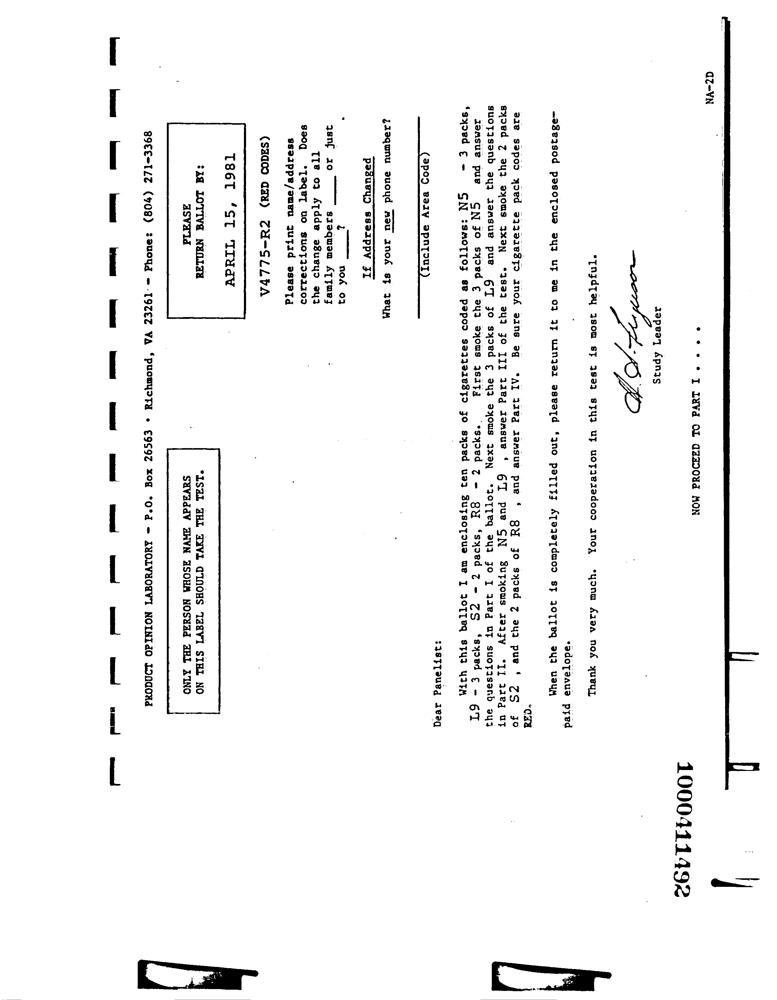 PRODUCT OPINION LABORATORY - P.O. Box 26563 • Richmond, VA 23261 - Phone: (804) 271-3368
ONLY THE PERSON WHOSE NAME APPEARS
ON THIS LABEL SHOULD TAKE THE TEST.
PLEASE
RETURN BALLOT BY:
APRIL 15, 1981
V4775-R2 (RED CODES)
Please print name/address
corrections on label. Does
the change apply to all
family members ____ or just
to you ____?
If Address Changed
What is your new phone number?
(Include Area Code)
Dear Panelist:
With this ballot I am enclosing ten packs of cigarettes coded as follows: N5 - 3 packs,
L9 - 3 packs, S2 - 2 packs, R8 - 2 packs. First smoke the 3 packs of N5 and answer
the questions in Part I of the ballot. Next smoke the 3 packs of L9 and answer the questions
in Part II. After smoking N5 and L9 , answer Part III of the test. Next smoke the 2 packs
of S2 , and the 2 packs of R8 , and answer Part IV. Be sure your cigarette pack codes are
RED.
When the ballot is completely filled out, please return it to me in the enclosed postage-
paid envelope.
Thank you very much. Your cooperation in this test is most helpful.
Study Leader
NOW PROCEED TO PART I . . . .
NA-2D
1000411492